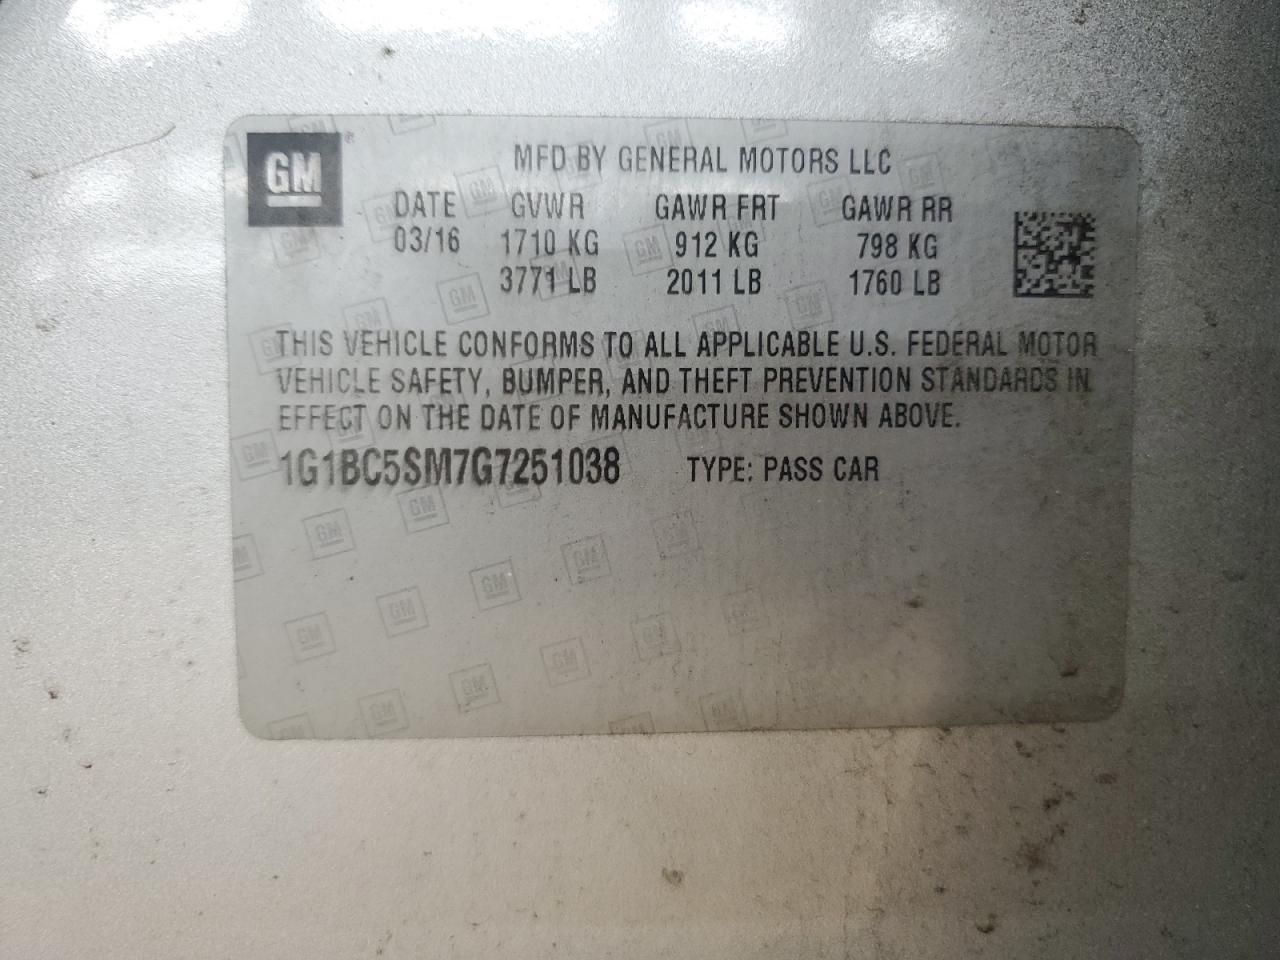 GM
MFD BY GENERAL MOTORS LLC
DATE GVWR GAWR FRT GAWR RR
03/16 1710 KG 912 KG 798 KG
3771 LB 2011 LB 1760 LB
THIS VEHICLE CONFORMS TO ALL APPLICABLE U.S. FEDERAL MOTOR
VEHICLE SAFETY, BUMPER, AND THEFT PREVENTION STANDARDS IN
EFFECT ON THE DATE OF MANUFACTURE SHOWN ABOVE.
1G1BC5SM7G7251038 TYPE: PASS CAR